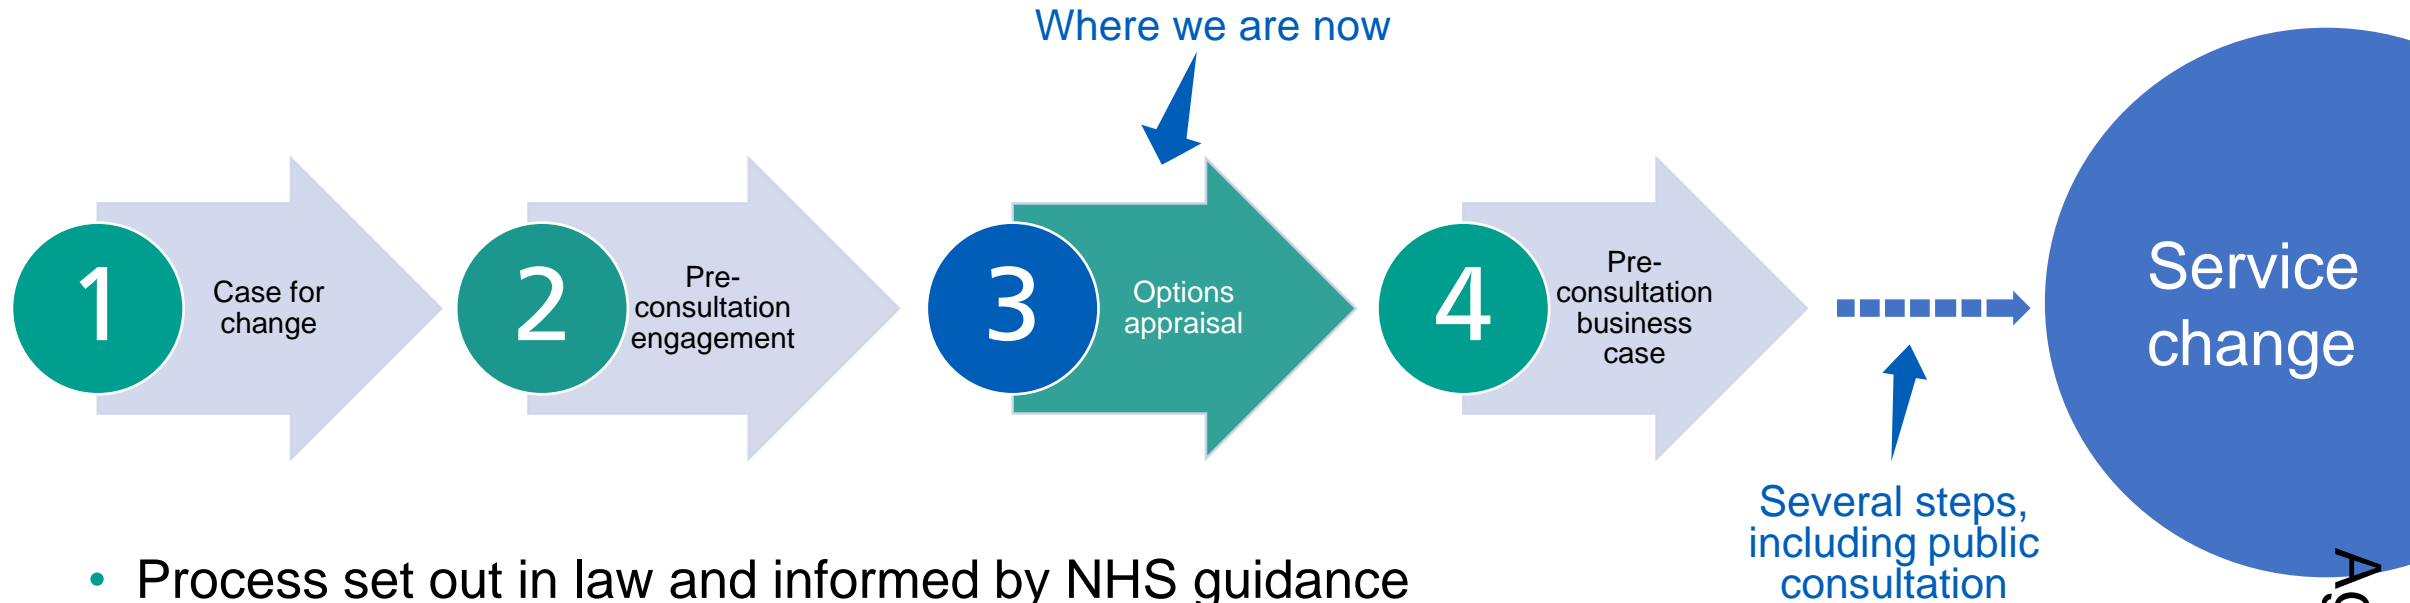 Where we are now
1
Case for
change
2
Pre-
consultation
engagement
3
Options
appraisal
4
Pre-
consultation
business
case
Service
change
Several steps,
including public
consultation
• Process set out in law and informed by NHS guidance